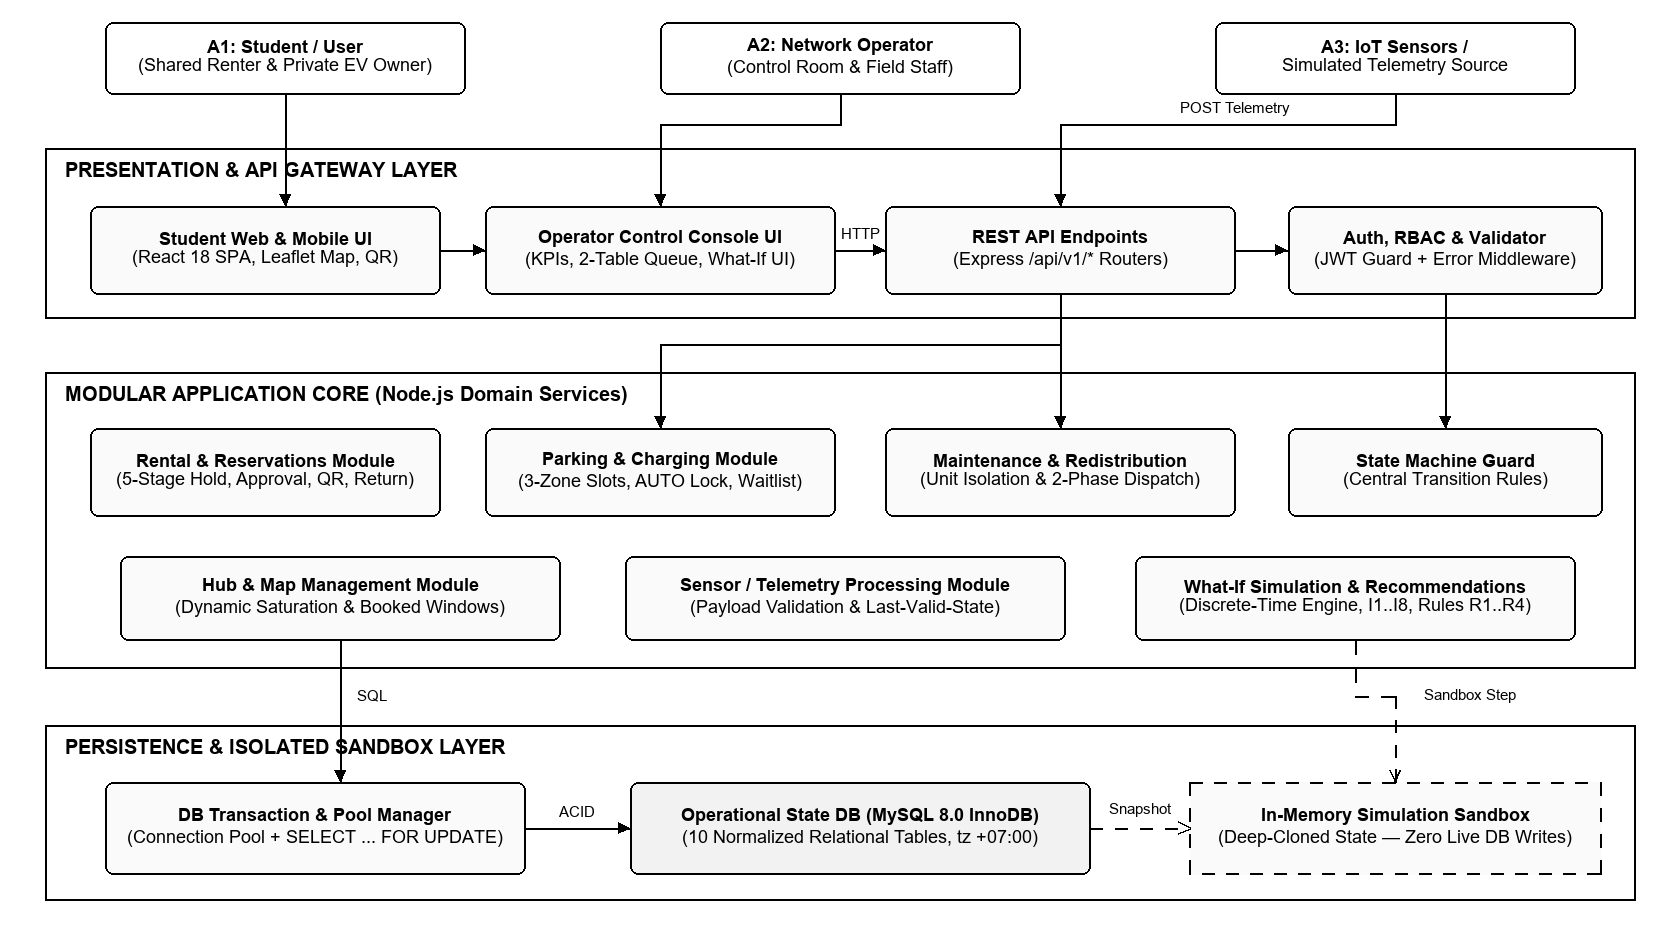 A1: Student / User
(Shared Renter & Private EV Owner)
A2: Network Operator
(Control Room & Field Staff)
A3: IoT Sensors /
Simulated Telemetry Source
POST Telemetry
PRESENTATION & API GATEWAY LAYER
Student Web & Mobile UI
(React 18 SPA, Leaflet Map, QR)
Operator Control Console UI
(KPIs, 2-Table Queue, What-If UI)
HTTP
REST API Endpoints
(Express /api/v1/* Routers)
Auth, RBAC & Validator
(JWT Guard + Error Middleware)
MODULAR APPLICATION CORE (Node.js Domain Services)
Rental & Reservations Module
(5-Stage Hold, Approval, QR, Return)
Parking & Charging Module
(3-Zone Slots, AUTO Lock, Waitlist)
Maintenance & Redistribution
(Unit Isolation & 2-Phase Dispatch)
State Machine Guard
(Central Transition Rules)
Hub & Map Management Module
(Dynamic Saturation & Booked Windows)
Sensor / Telemetry Processing Module
(Payload Validation & Last-Valid-State)
What-If Simulation & Recommendations
(Discrete-Time Engine, I1..I8, Rules R1..R4)
SQL
Sandbox Step
PERSISTENCE & ISOLATED SANDBOX LAYER
DB Transaction & Pool Manager
(Connection Pool + SELECT ... FOR UPDATE)
ACID
Operational State DB (MySQL 8.0 InnoDB)
(10 Normalized Relational Tables, tz +07:00)
Snapshot
In-Memory Simulation Sandbox
(Deep-Cloned State — Zero Live DB Writes)